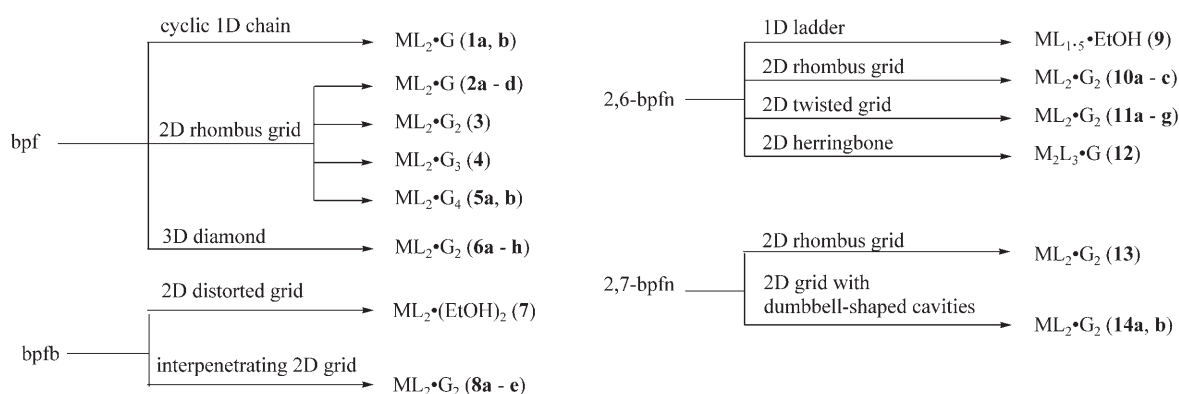 cyclic 1D chain
ML₂•G (1a, b)
ML₂•G (2a - d)
bpf
2D rhombus grid
ML₂•G₂ (3)
ML₂•G₃ (4)
ML₂•G₄ (5a, b)
3D diamond
ML₂•G₂ (6a - h)
2D distorted grid
ML₂•(EtOH)₂ (7)
bpfb
interpenetrating 2D grid
ML₂•G₂ (8a - e)
1D ladder
ML₁.₅•EtOH (9)
2D rhombus grid
ML₂•G₂ (10a - c)
2,6-bpfn
2D twisted grid
ML₂•G₂ (11a - g)
2D herringbone
M₂L₃•G (12)
2D rhombus grid
ML₂•G₂ (13)
2,7-bpfn
2D grid with
dumbbell-shaped cavities
ML₂•G₂ (14a, b)